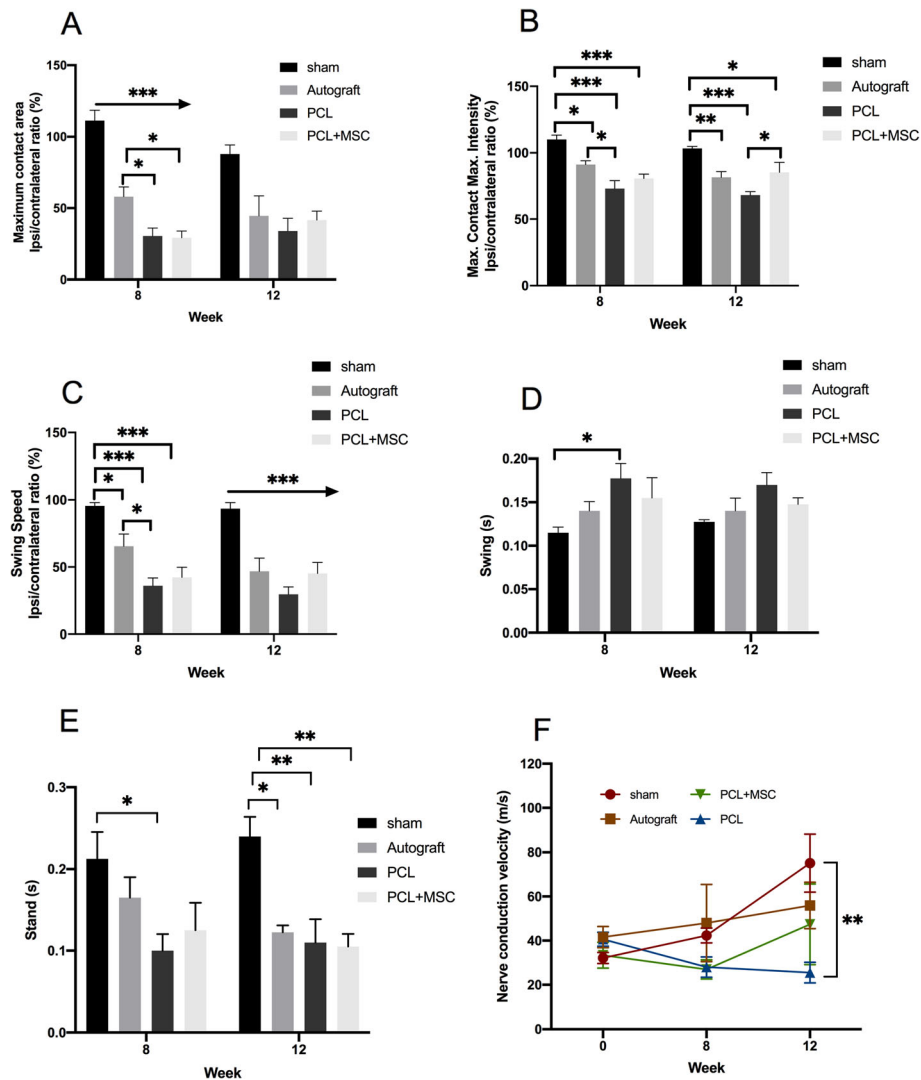 A
sham
Autograft
PCL
PCL+MSC
Maximum contact area
Ipsi/contralateral ratio (%)
150
100
50
0
***
*
*
8
12
Week
B
sham
Autograft
PCL
PCL+MSC
Max. Contact Max. Intensity
Ipsi/contralateral ratio (%)
150
100
50
0
***
***
*
*
*
***
**
*
8
12
Week
C
sham
Autograft
PCL
PCL+MSC
Swing Speed
Ipsi/contralateral ratio (%)
150
100
50
0
***
***
*
*
***
8
12
Week
D
sham
Autograft
PCL
PCL+MSC
Swing (s)
0.20
0.15
0.10
0.05
0.00
*
8
12
Week
E
sham
Autograft
PCL
PCL+MSC
Stand (s)
0.3
0.2
0.1
0.0
*
**
**
*
8
12
Week
F
sham
PCL+MSC
Autograft
PCL
Nerve conduction velocity (m/s)
120
100
80
60
40
20
0
**
0
8
12
Week